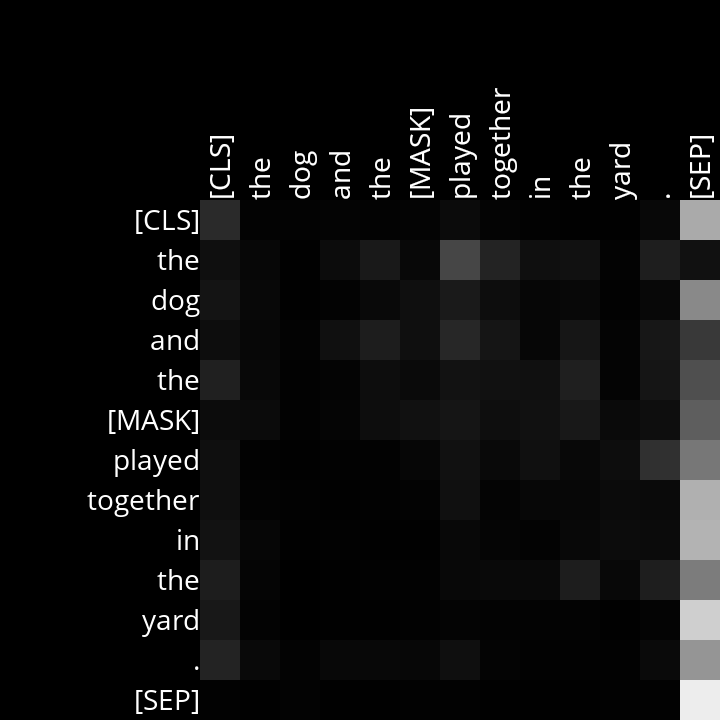 [CLS] the dog and the [MASK] played together in the yard . [SEP]
[CLS]
the
dog
and
the
[MASK]
played
together
in
the
yard
.
[SEP]